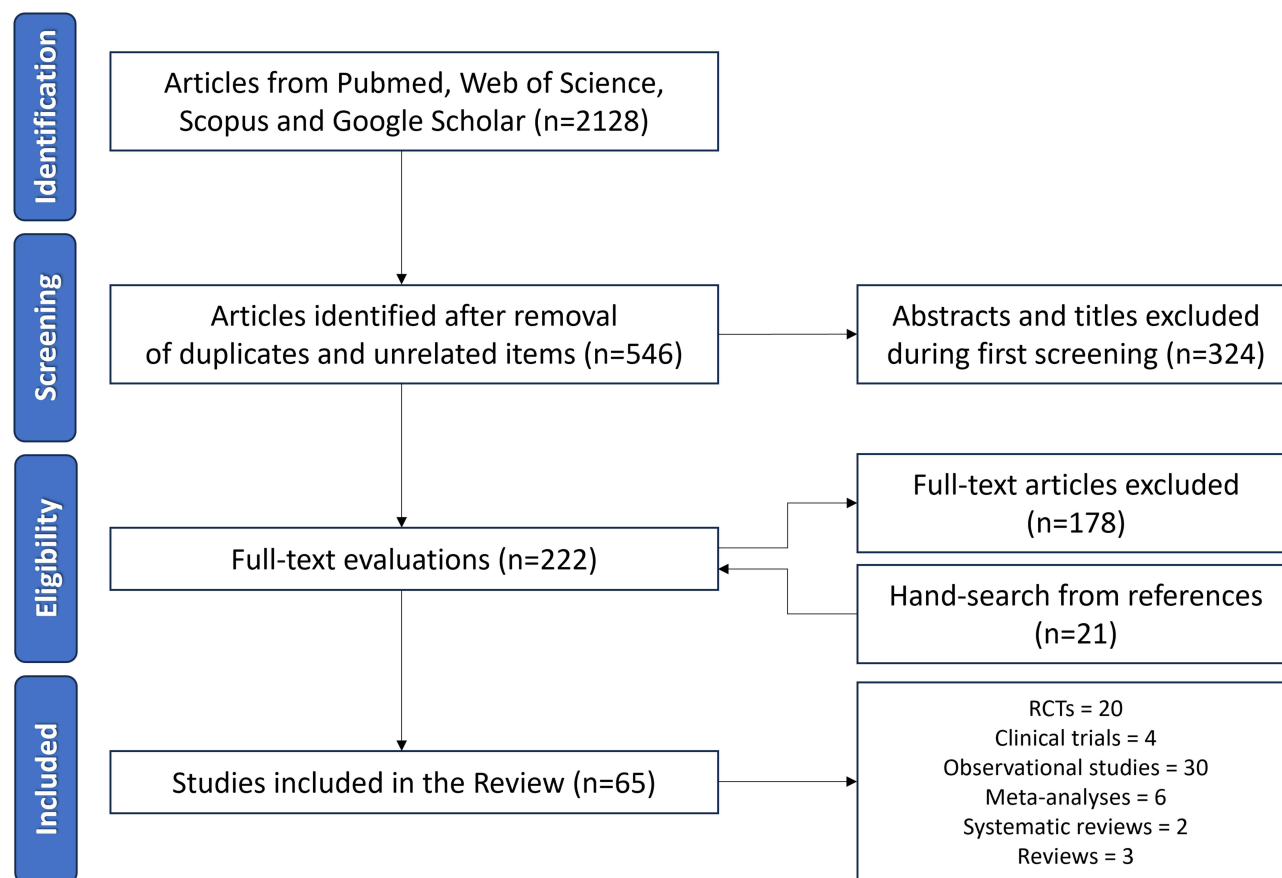 Identification
Articles from Pubmed, Web of Science,
Scopus and Google Scholar (n=2128)
Screening
Articles identified after removal
of duplicates and unrelated items (n=546)
Abstracts and titles excluded
during first screening (n=324)
Eligibility
Full-text evaluations (n=222)
Full-text articles excluded
(n=178)
Hand-search from references
(n=21)
Included
Studies included in the Review (n=65)
RCTs = 20
Clinical trials = 4
Observational studies = 30
Meta-analyses = 6
Systematic reviews = 2
Reviews = 3